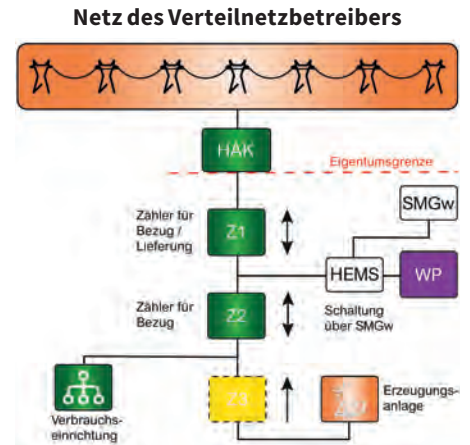 Netz des Verteilnetzbetreibers
HAK
Eigentumsgrenze
SMGw
Zähler für
Bezug /
Lieferung
Z1
HEMS
WP
Zähler für
Bezug
Z2
Schaltung
über SMGw
Z3
Erzeugungs-
anlage
Verbrauchs-
einrichtung